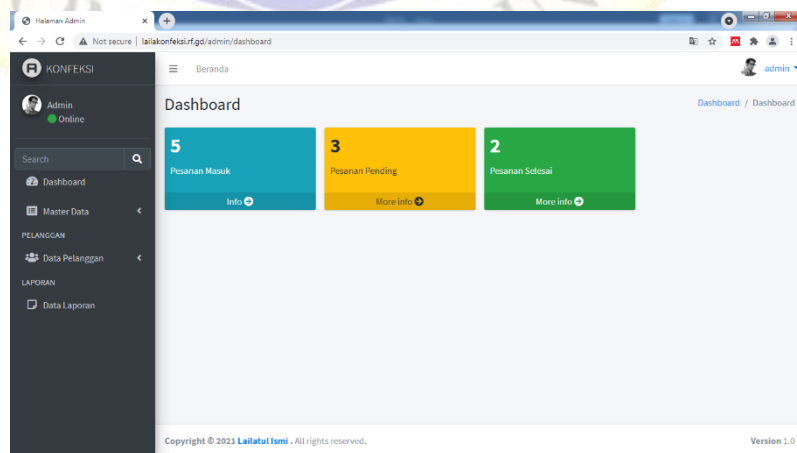 Halaman Admin
Not secure | lailakonfeksi.rf.gd/admin/dashboard
KONFEKSI
Beranda
admin
Admin
Online
Dashboard
Dashboard / Dashboard
Search
Dashboard
Master Data
PELANGGAN
Data Pelanggan
LAPORAN
Data Laporan
5
Pesanan Masuk
Info
3
Pesanan Pending
More info
2
Pesanan Selesai
More info
Copyright © 2021 Lailatul Ismi . All rights reserved.
Version 1.0